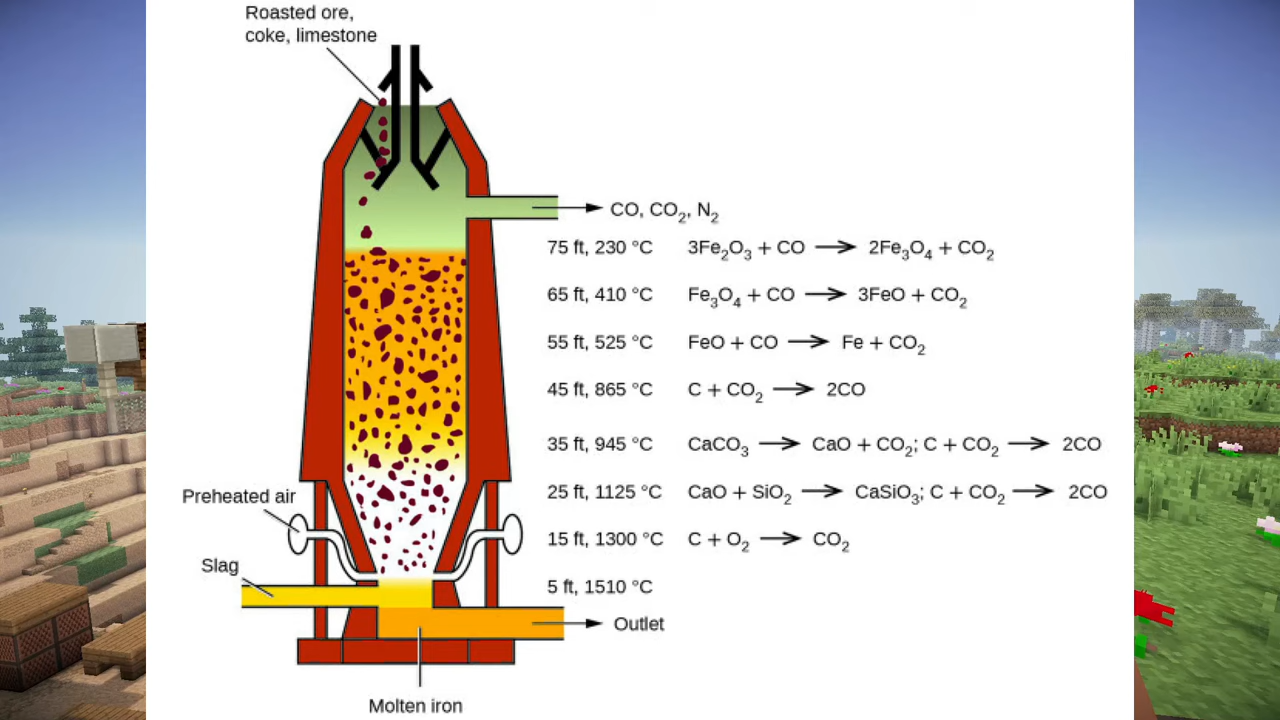 Roasted ore,
coke, limestone
CO, CO₂, N₂
75 ft, 230 °C 3Fe₂O₃ + CO ⟶ 2Fe₃O₄ + CO₂
65 ft, 410 °C Fe₃O₄ + CO ⟶ 3FeO + CO₂
55 ft, 525 °C FeO + CO ⟶ Fe + CO₂
45 ft, 865 °C C + CO₂ ⟶ 2CO
35 ft, 945 °C CaCO₃ ⟶ CaO + CO₂; C + CO₂ ⟶ 2CO
25 ft, 1125 °C CaO + SiO₂ ⟶ CaSiO₃; C + CO₂ ⟶ 2CO
Preheated air
15 ft, 1300 °C C + O₂ ⟶ CO₂
Slag
5 ft, 1510 °C
Outlet
Molten iron